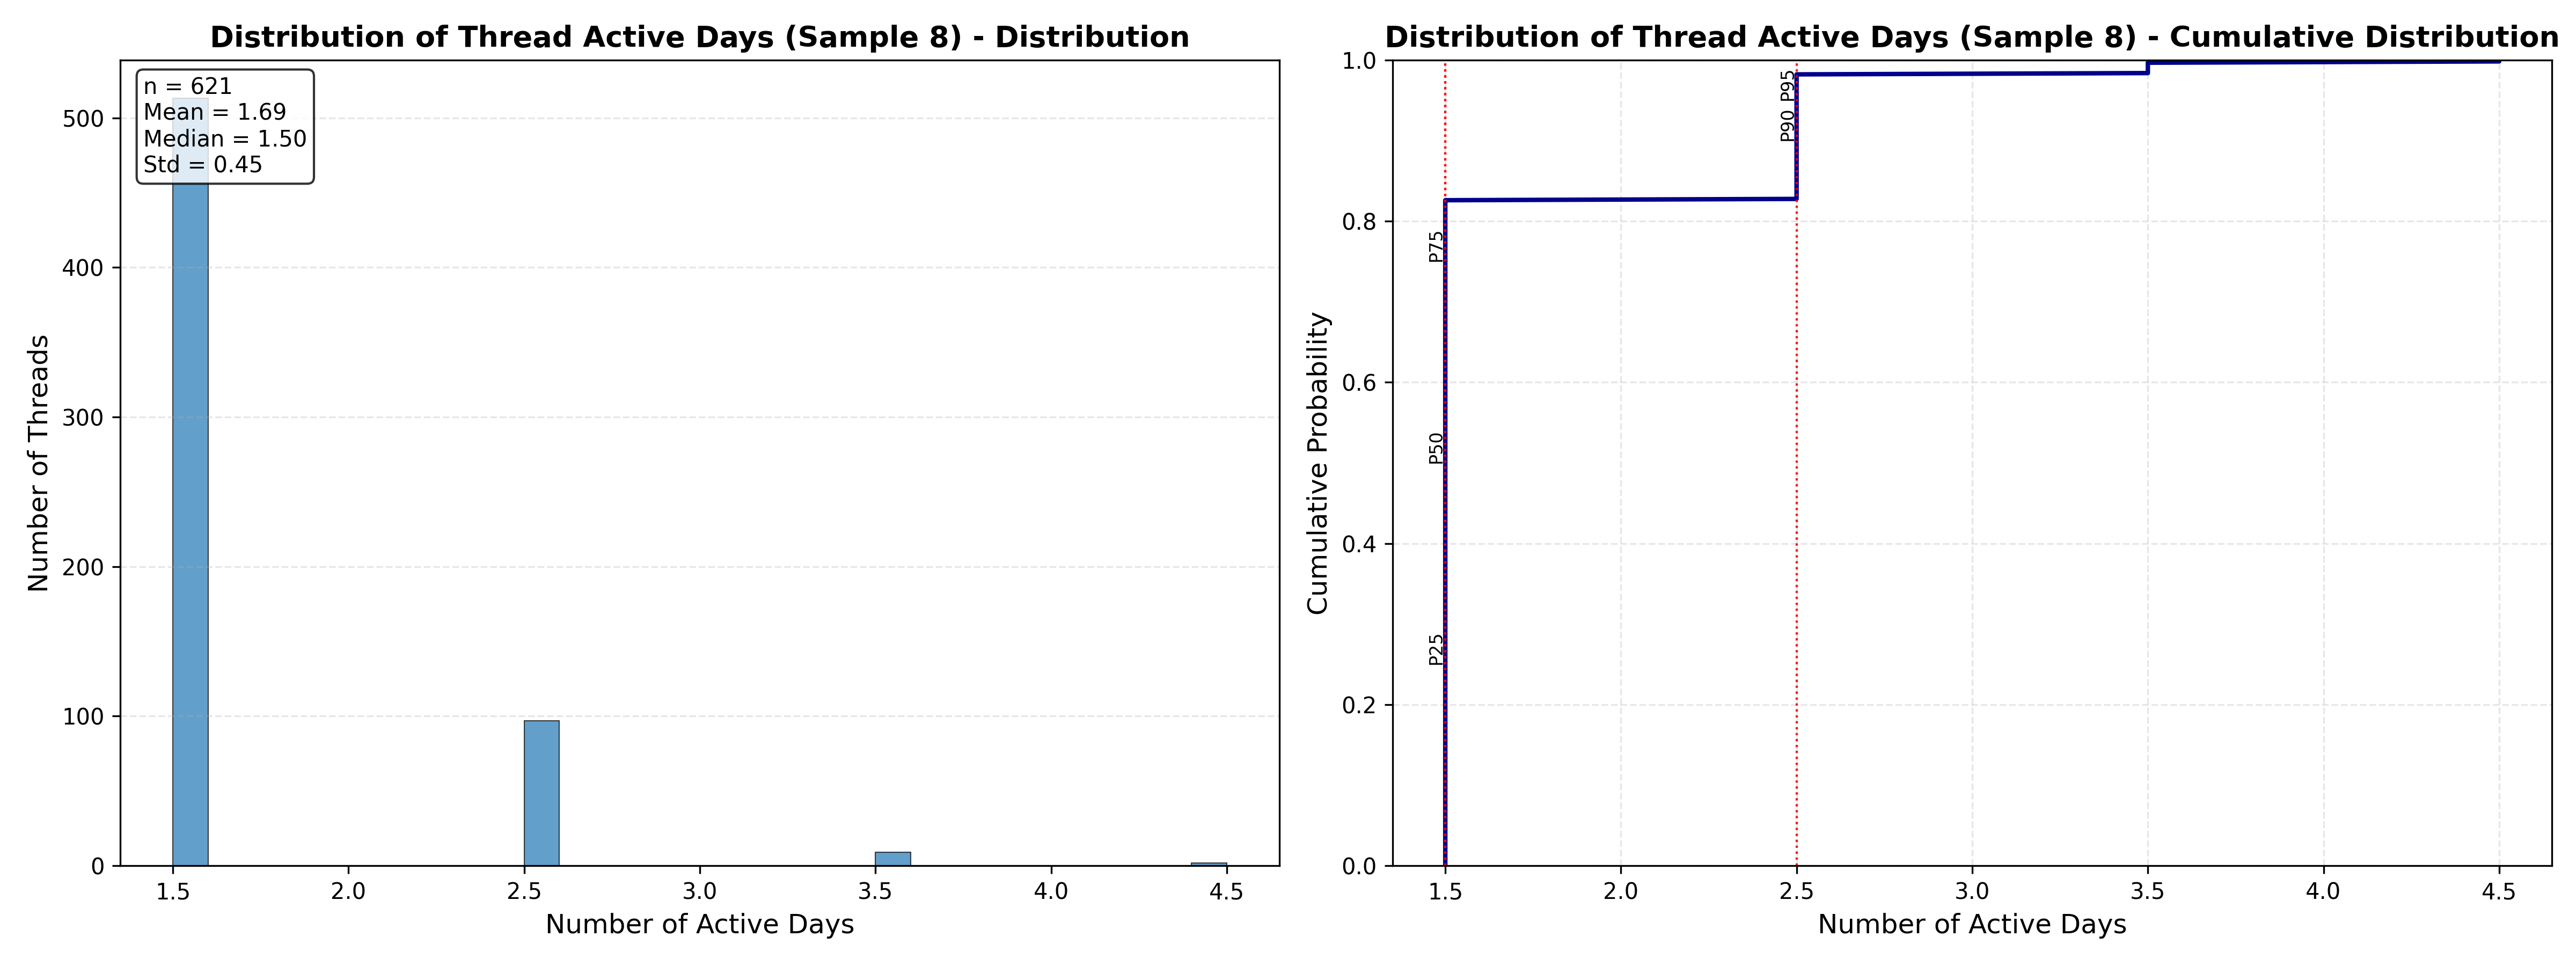 Distribution of Thread Active Days (Sample 8) - Distribution
n = 621
Mean = 1.69
Median = 1.50
Std = 0.45
Number of Threads
500
400
300
200
100
0
1.5 2.0 2.5 3.0 3.5 4.0 4.5
Number of Active Days
Distribution of Thread Active Days (Sample 8) - Cumulative Distribution
Cumulative Probability
1.0
0.8
0.6
0.4
0.2
0.0
P95
P90
P75
P50
P25
1.5 2.0 2.5 3.0 3.5 4.0 4.5
Number of Active Days